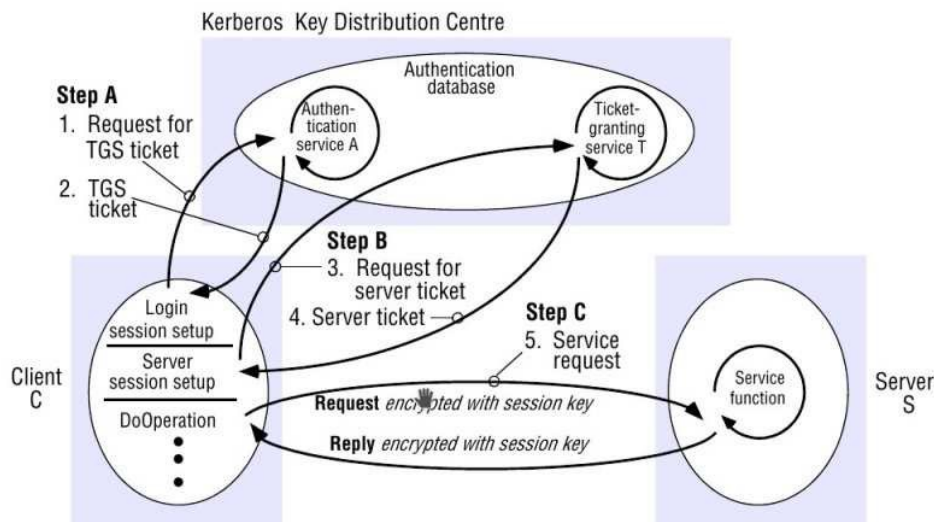 Kerberos Key Distribution Centre
Authentication
database
Step A
1. Request for
TGS ticket
2. TGS
ticket
Authen-
tication
service A
Ticket-
granting
service T
Step B
3. Request for
server ticket
4. Server ticket
Step C
5. Service
request
Client
C
Login
session setup
Server
session setup
DoOperation
Request encrypted with session key
Reply encrypted with session key
Service
function
Server
S